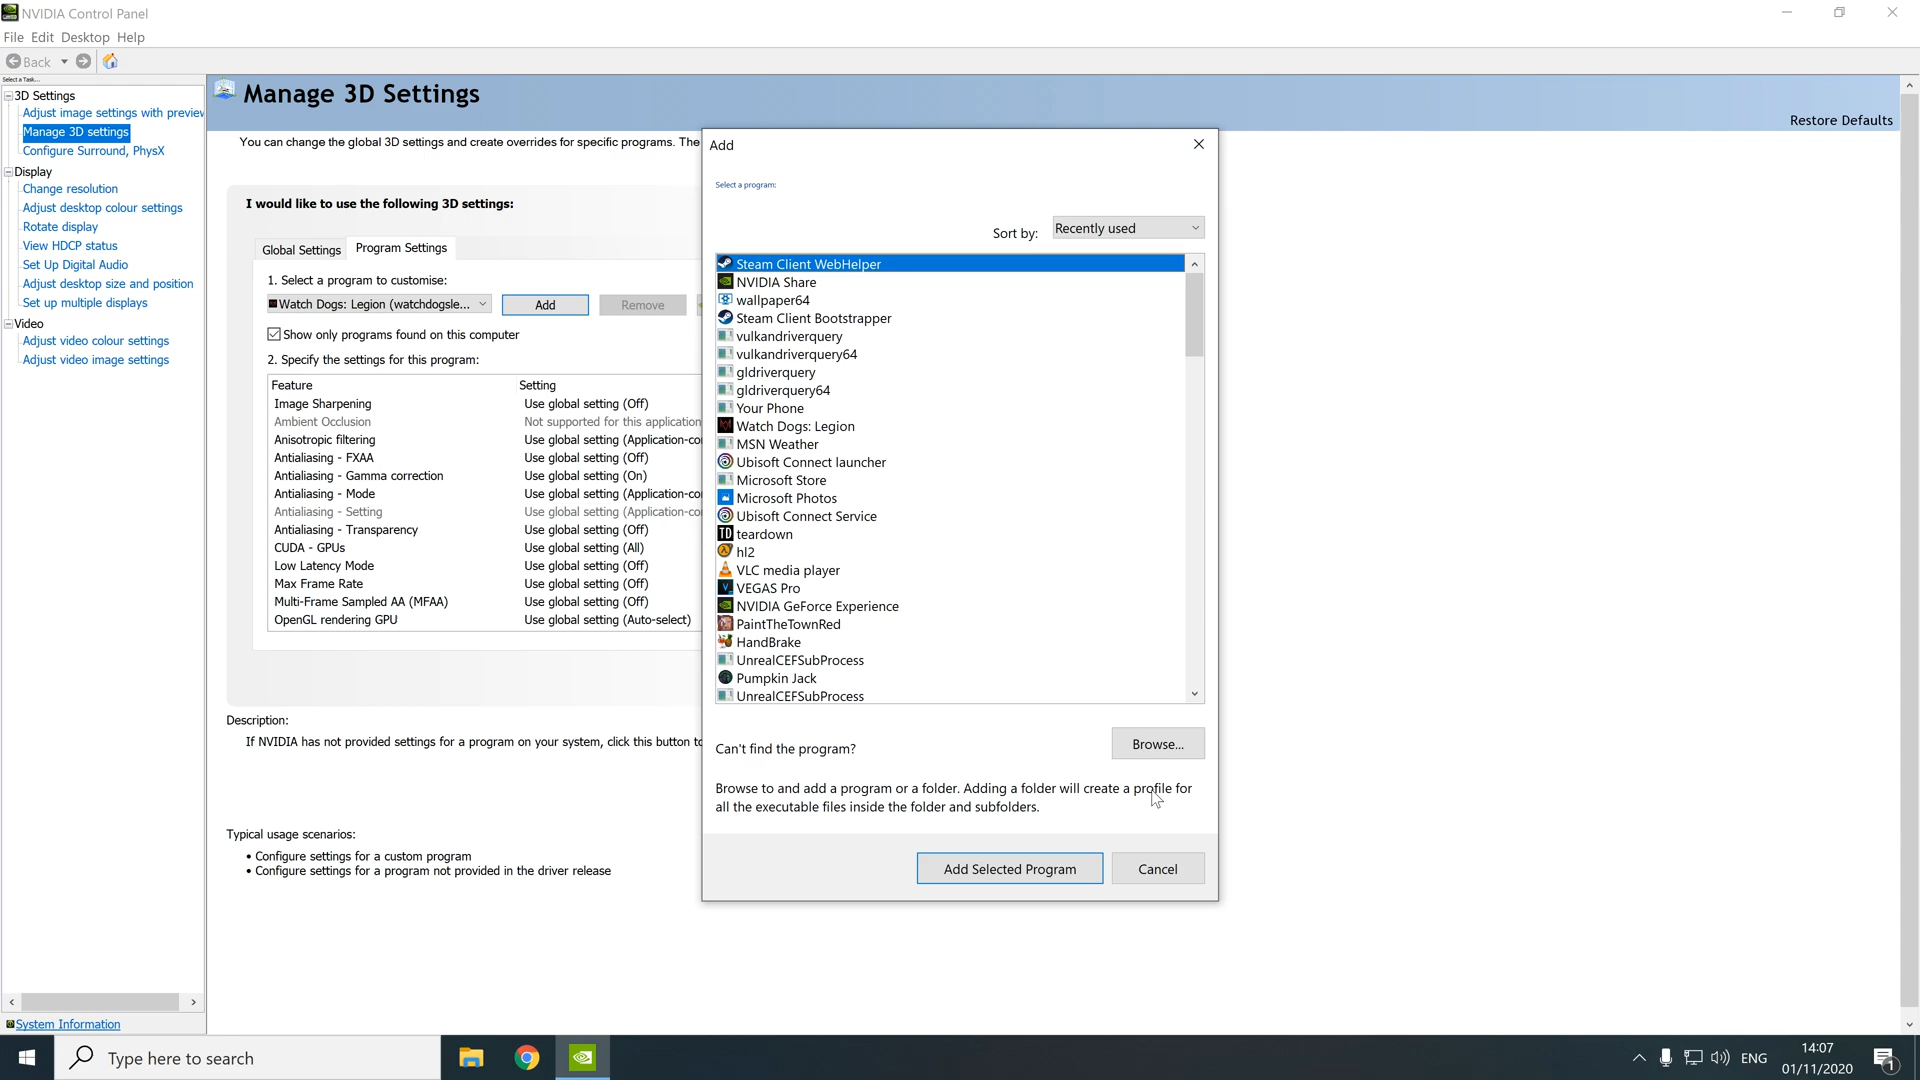 NVIDIA Control Panel
File Edit Desktop Help
Back
Select a Task...
3D Settings
Adjust image settings with preview
Manage 3D settings
Configure Surround, PhysX
Display
Change resolution
Adjust desktop colour settings
Rotate display
View HDCP status
Set Up Digital Audio
Adjust desktop size and position
Set up multiple displays
Video
Adjust video colour settings
Adjust video image settings
System Information
Manage 3D Settings
Restore Defaults
You can change the global 3D settings and create overrides for specific programs. The
I would like to use the following 3D settings:
Global Settings Program Settings
1. Select a program to customise:
Watch Dogs: Legion (watchdogsle... Add Remove
Show only programs found on this computer
2. Specify the settings for this program:
Feature Setting
Image Sharpening Use global setting (Off)
Ambient Occlusion Not supported for this application
Anisotropic filtering Use global setting (Application-co
Antialiasing - FXAA Use global setting (Off)
Antialiasing - Gamma correction Use global setting (On)
Antialiasing - Mode Use global setting (Application-co
Antialiasing - Setting Use global setting (Application-co
Antialiasing - Transparency Use global setting (Off)
CUDA - GPUs Use global setting (All)
Low Latency Mode Use global setting (Off)
Max Frame Rate Use global setting (Off)
Multi-Frame Sampled AA (MFAA) Use global setting (Off)
OpenGL rendering GPU Use global setting (Auto-select)
Description:
If NVIDIA has not provided settings for a program on your system, click this button to
Typical usage scenarios:
• Configure settings for a custom program
• Configure settings for a program not provided in the driver release
Add
Select a program:
Sort by: Recently used
Steam Client WebHelper
NVIDIA Share
wallpaper64
Steam Client Bootstrapper
vulkandriverquery
vulkandriverquery64
gldriverquery
gldriverquery64
Your Phone
Watch Dogs: Legion
MSN Weather
Ubisoft Connect launcher
Microsoft Store
Microsoft Photos
Ubisoft Connect Service
TD teardown
hl2
VLC media player
VEGAS Pro
NVIDIA GeForce Experience
PaintTheTownRed
HandBrake
UnrealCEFSubProcess
Pumpkin Jack
UnrealCEFSubProcess
Can't find the program? Browse...
Browse to and add a program or a folder. Adding a folder will create a profile for
all the executable files inside the folder and subfolders.
Add Selected Program Cancel
Type here to search
ENG
14:07
01/11/2020
1